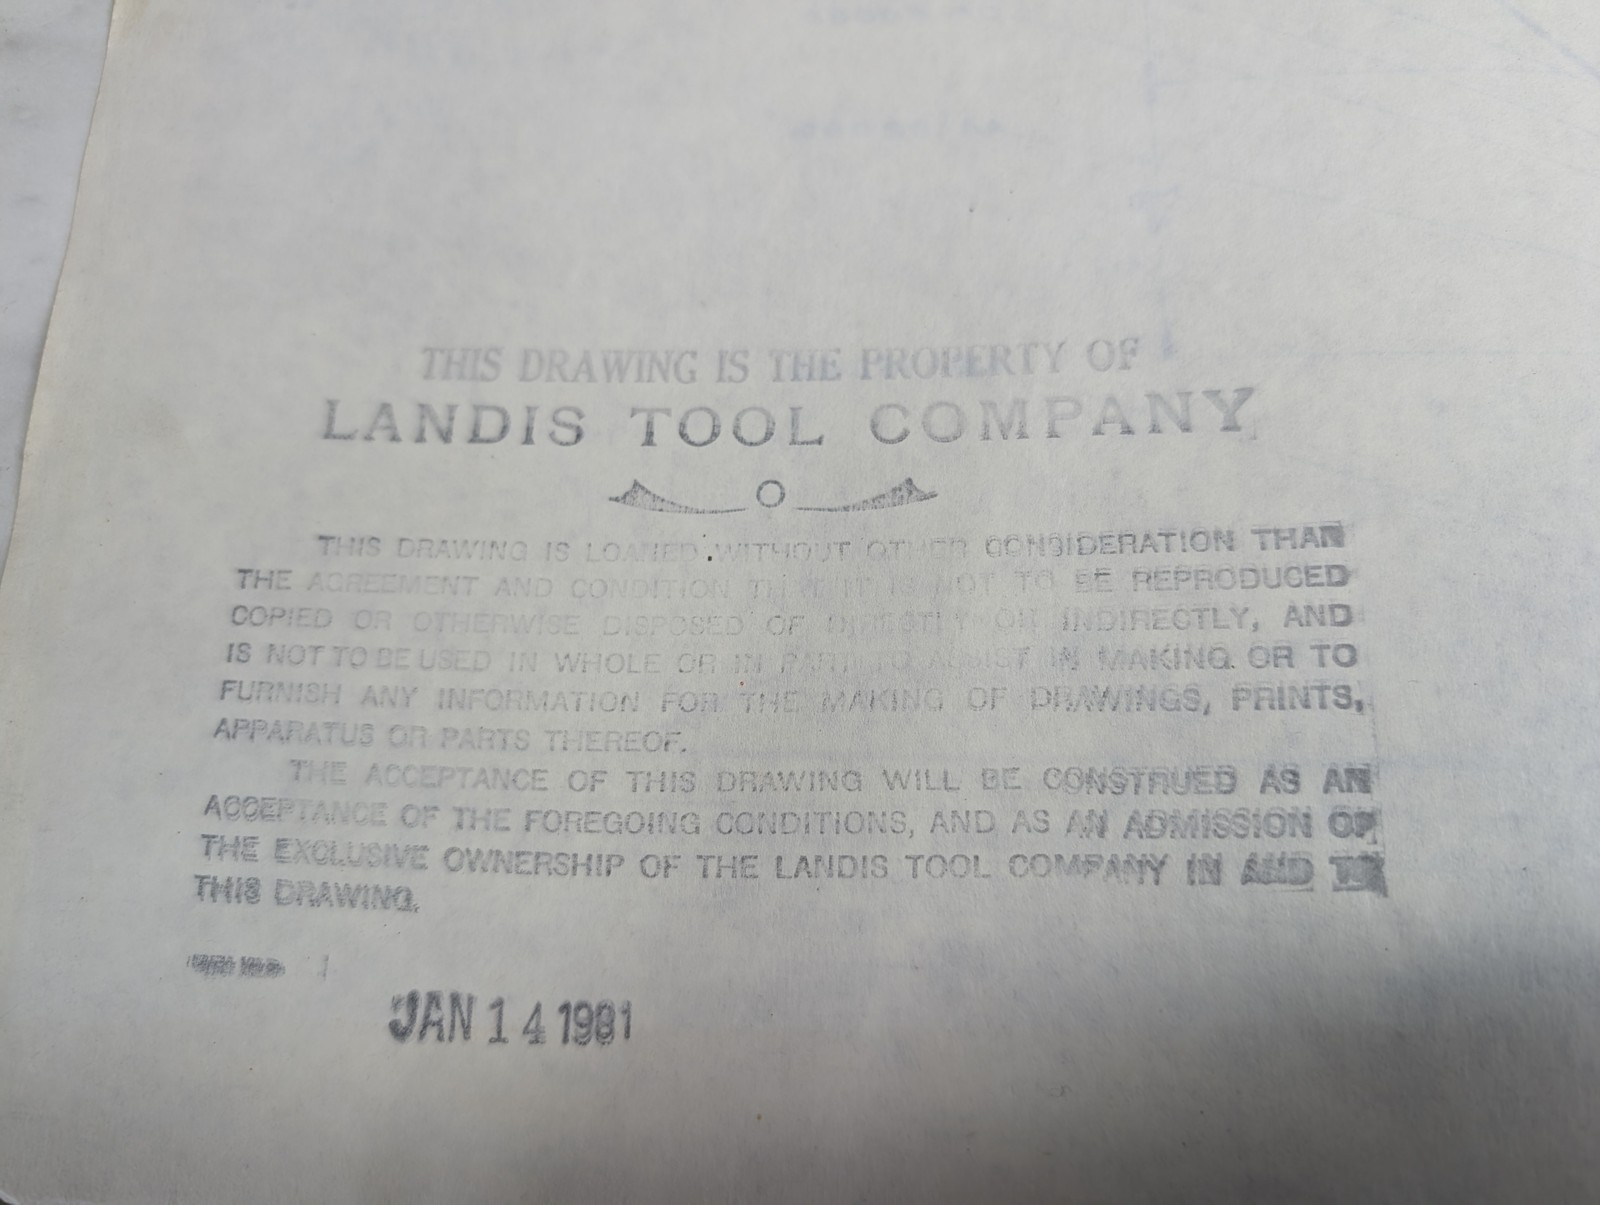 THIS DRAWING IS THE PROPERTY OF
LANDIS TOOL COMPANY
THIS DRAWING IS LOANED WITHOUT OTHER CONSIDERATION THAN
THE AGREEMENT AND CONDITION THAT IT IS NOT TO BE REPRODUCED
COPIED OR OTHERWISE DISPOSED OF DIRECTLY OR INDIRECTLY, AND
IS NOT TO BE USED IN WHOLE OR IN PART TO ASSIST IN MAKING OR TO
FURNISH ANY INFORMATION FOR THE MAKING OF DRAWINGS, PRINTS,
APPARATUS OR PARTS THEREOF.
THE ACCEPTANCE OF THIS DRAWING WILL BE CONSTRUED AS AN
ACCEPTANCE OF THE FOREGOING CONDITIONS, AND AS AN ADMISSION OF
THE EXCLUSIVE OWNERSHIP OF THE LANDIS TOOL COMPANY IN AND TO
THIS DRAWING.
JAN 14 1981